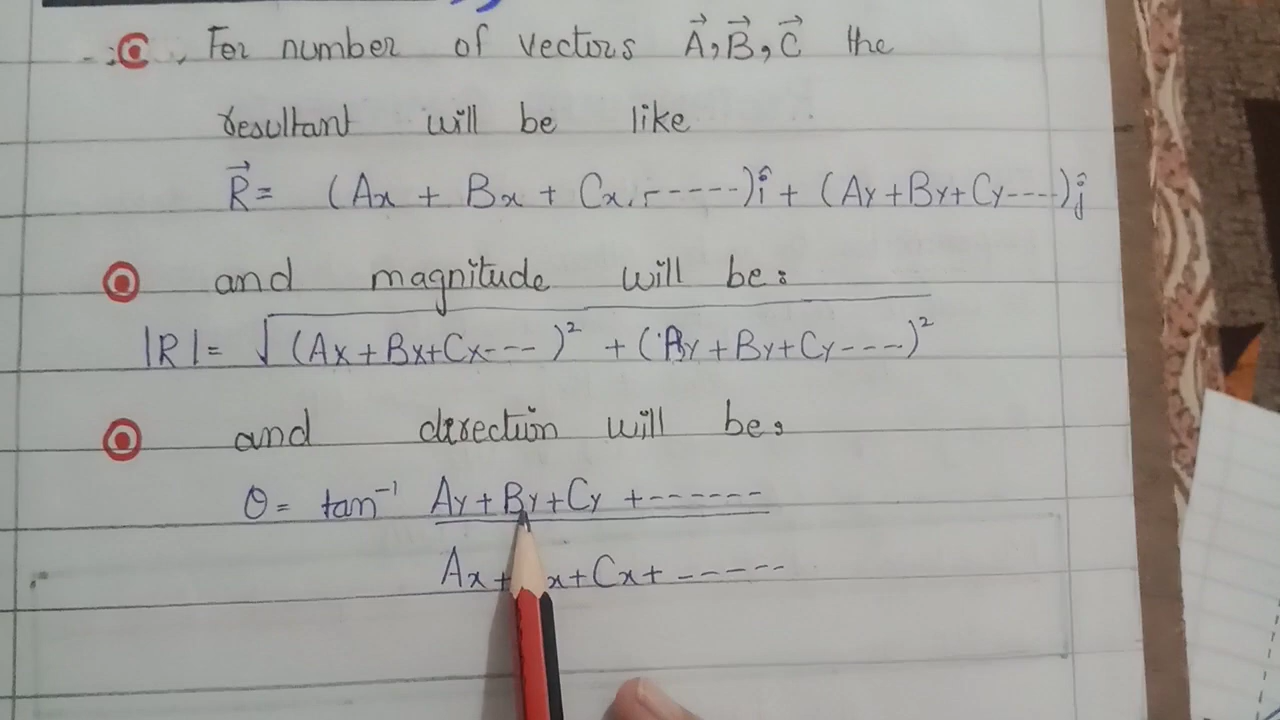 C, For number of vectors A⃗, B⃗, C⃗ the
resultant will be like
R⃗ = (Ax + Bx + Cx, -----)î + (Ay+By+Cy----)ĵ
and magnitude will be:
|R| = √(Ax+Bx+Cx---)² + (Ay+By+Cy----)²
and direction will be:
θ = tan⁻¹ Ay + By + Cy + ------
Ax + x + Cx + ------